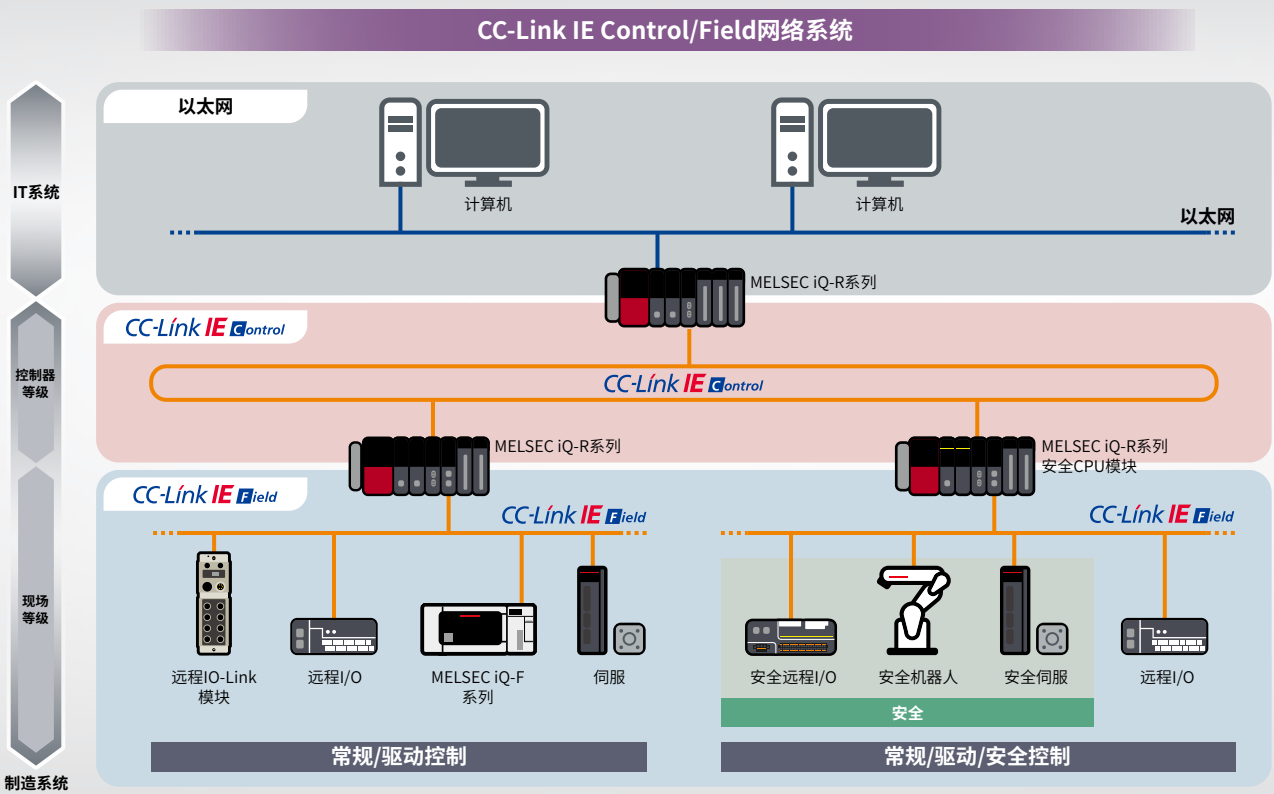 CC-Link IE Control/Field网络系统
以太网
IT系统
计算机
计算机
以太网
MELSEC iQ-R系列
CC-Link IE Control
控制器
等级
CC-Link IE Control
MELSEC iQ-R系列
MELSEC iQ-R系列
安全CPU模块
CC-Link IE Field
CC-Link IE Field
CC-Link IE Field
现场
等级
远程IO-Link
模块
远程I/O
MELSEC iQ-F
系列
伺服
安全远程I/O
安全机器人
安全伺服
远程I/O
安全
常规/驱动控制
常规/驱动/安全控制
制造系统